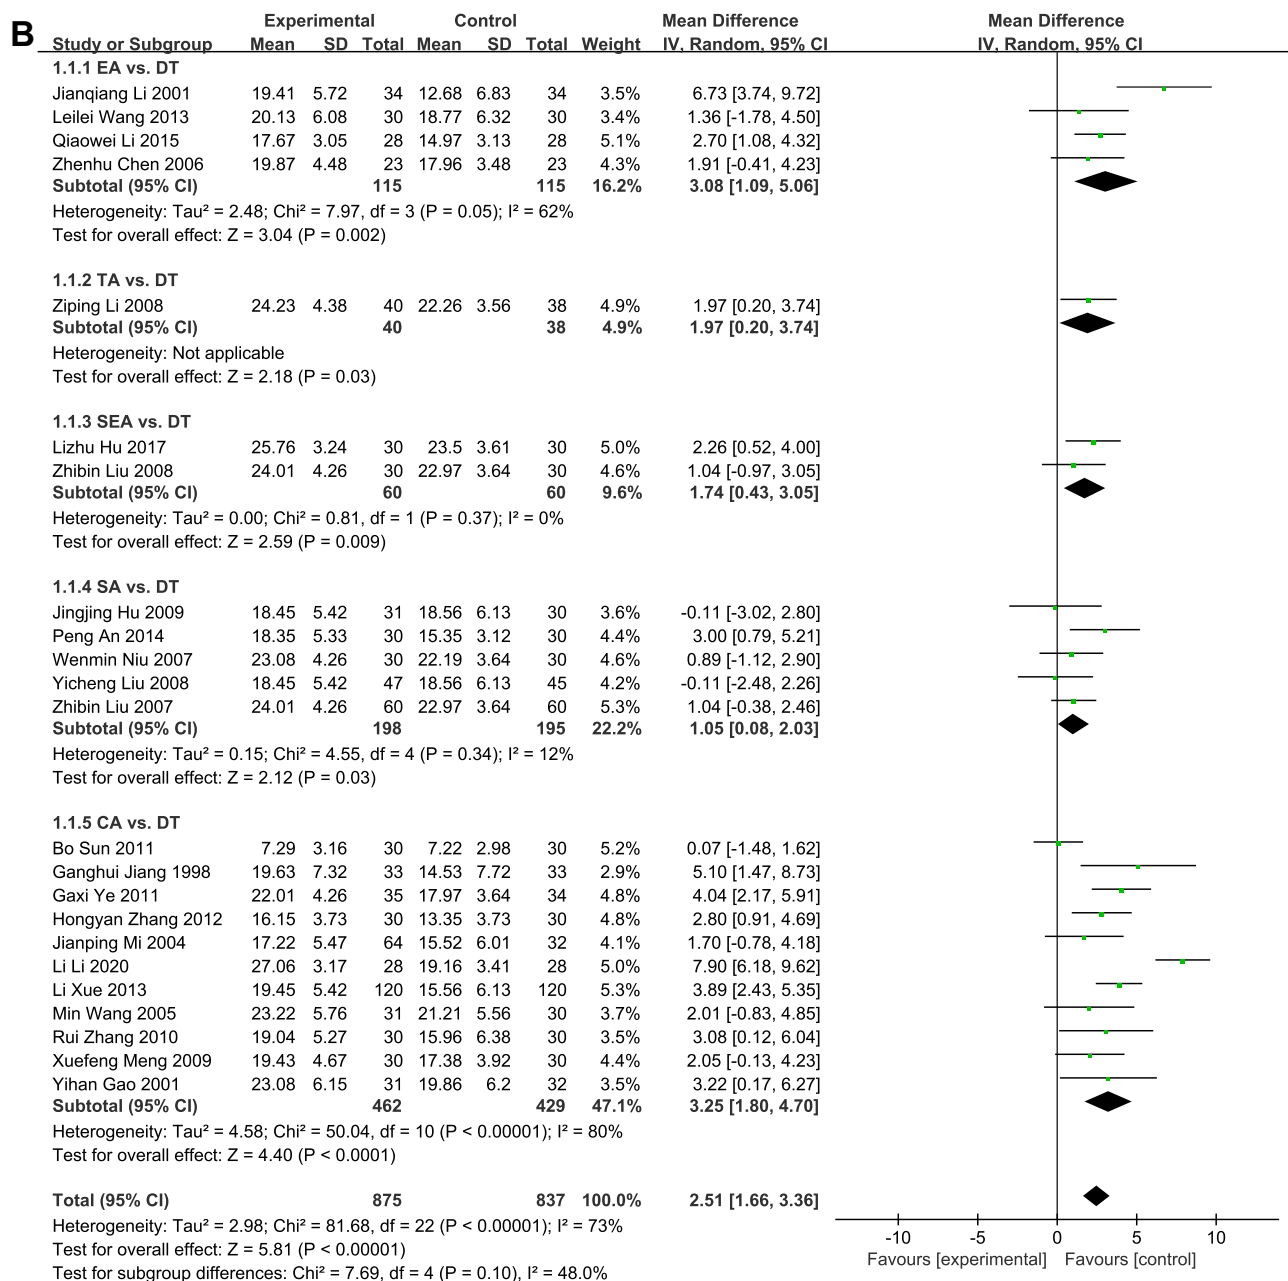 B
Experimental Control Mean Difference Mean Difference
Study or Subgroup Mean SD Total Mean SD Total Weight IV, Random, 95% CI IV, Random, 95% CI
1.1.1 EA vs. DT
Jianqiang Li 2001 19.41 5.72 34 12.68 6.83 34 3.5% 6.73 [3.74, 9.72]
Leilei Wang 2013 20.13 6.08 30 18.77 6.32 30 3.4% 1.36 [-1.78, 4.50]
Qiaowei Li 2015 17.67 3.05 28 14.97 3.13 28 5.1% 2.70 [1.08, 4.32]
Zhenhu Chen 2006 19.87 4.48 23 17.96 3.48 23 4.3% 1.91 [-0.41, 4.23]
Subtotal (95% CI) 115 115 16.2% 3.08 [1.09, 5.06]
Heterogeneity: Tau² = 2.48; Chi² = 7.97, df = 3 (P = 0.05); I² = 62%
Test for overall effect: Z = 3.04 (P = 0.002)
1.1.2 TA vs. DT
Ziping Li 2008 24.23 4.38 40 22.26 3.56 38 4.9% 1.97 [0.20, 3.74]
Subtotal (95% CI) 40 38 4.9% 1.97 [0.20, 3.74]
Heterogeneity: Not applicable
Test for overall effect: Z = 2.18 (P = 0.03)
1.1.3 SEA vs. DT
Lizhu Hu 2017 25.76 3.24 30 23.5 3.61 30 5.0% 2.26 [0.52, 4.00]
Zhibin Liu 2008 24.01 4.26 30 22.97 3.64 30 4.6% 1.04 [-0.97, 3.05]
Subtotal (95% CI) 60 60 9.6% 1.74 [0.43, 3.05]
Heterogeneity: Tau² = 0.00; Chi² = 0.81, df = 1 (P = 0.37); I² = 0%
Test for overall effect: Z = 2.59 (P = 0.009)
1.1.4 SA vs. DT
Jingjing Hu 2009 18.45 5.42 31 18.56 6.13 30 3.6% -0.11 [-3.02, 2.80]
Peng An 2014 18.35 5.33 30 15.35 3.12 30 4.4% 3.00 [0.79, 5.21]
Wenmin Niu 2007 23.08 4.26 30 22.19 3.64 30 4.6% 0.89 [-1.12, 2.90]
Yicheng Liu 2008 18.45 5.42 47 18.56 6.13 45 4.2% -0.11 [-2.48, 2.26]
Zhibin Liu 2007 24.01 4.26 60 22.97 3.64 60 5.3% 1.04 [-0.38, 2.46]
Subtotal (95% CI) 198 195 22.2% 1.05 [0.08, 2.03]
Heterogeneity: Tau² = 0.15; Chi² = 4.55, df = 4 (P = 0.34); I² = 12%
Test for overall effect: Z = 2.12 (P = 0.03)
1.1.5 CA vs. DT
Bo Sun 2011 7.29 3.16 30 7.22 2.98 30 5.2% 0.07 [-1.48, 1.62]
Ganghui Jiang 1998 19.63 7.32 33 14.53 7.72 33 2.9% 5.10 [1.47, 8.73]
Gaxi Ye 2011 22.01 4.26 35 17.97 3.64 34 4.8% 4.04 [2.17, 5.91]
Hongyan Zhang 2012 16.15 3.73 30 13.35 3.73 30 4.8% 2.80 [0.91, 4.69]
Jianping Mi 2004 17.22 5.47 64 15.52 6.01 32 4.1% 1.70 [-0.78, 4.18]
Li Li 2020 27.06 3.17 28 19.16 3.41 28 5.0% 7.90 [6.18, 9.62]
Li Xue 2013 19.45 5.42 120 15.56 6.13 120 5.3% 3.89 [2.43, 5.35]
Min Wang 2005 23.22 5.76 31 21.21 5.56 30 3.7% 2.01 [-0.83, 4.85]
Rui Zhang 2010 19.04 5.27 30 15.96 6.38 30 3.5% 3.08 [0.12, 6.04]
Xuefeng Meng 2009 19.43 4.67 30 17.38 3.92 30 4.4% 2.05 [-0.13, 4.23]
Yihan Gao 2001 23.08 6.15 31 19.86 6.2 32 3.5% 3.22 [0.17, 6.27]
Subtotal (95% CI) 462 429 47.1% 3.25 [1.80, 4.70]
Heterogeneity: Tau² = 4.58; Chi² = 50.04, df = 10 (P < 0.00001); I² = 80%
Test for overall effect: Z = 4.40 (P < 0.0001)
Total (95% CI) 875 837 100.0% 2.51 [1.66, 3.36]
Heterogeneity: Tau² = 2.98; Chi² = 81.68, df = 22 (P < 0.00001); I² = 73%
-10 -5 0 5 10
Test for overall effect: Z = 5.81 (P < 0.00001)
Favours [experimental] Favours [control]
Test for subgroup differences: Chi² = 7.69, df = 4 (P = 0.10), I² = 48.0%